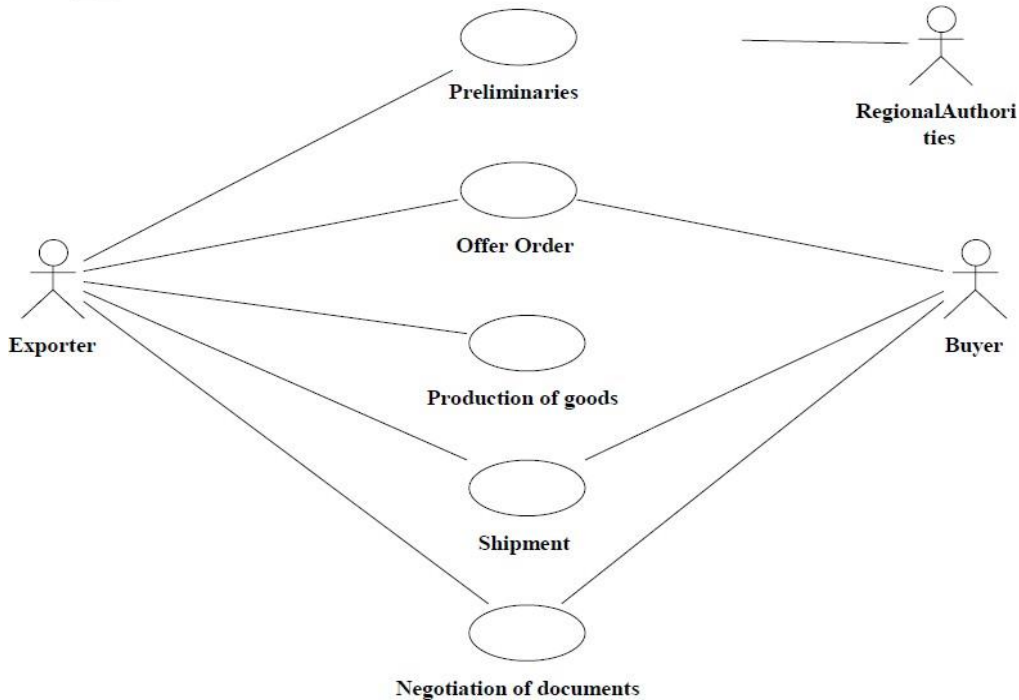 Preliminaries
RegionalAuthori
ties
Offer Order
Exporter
Buyer
Production of goods
Shipment
Negotiation of documents